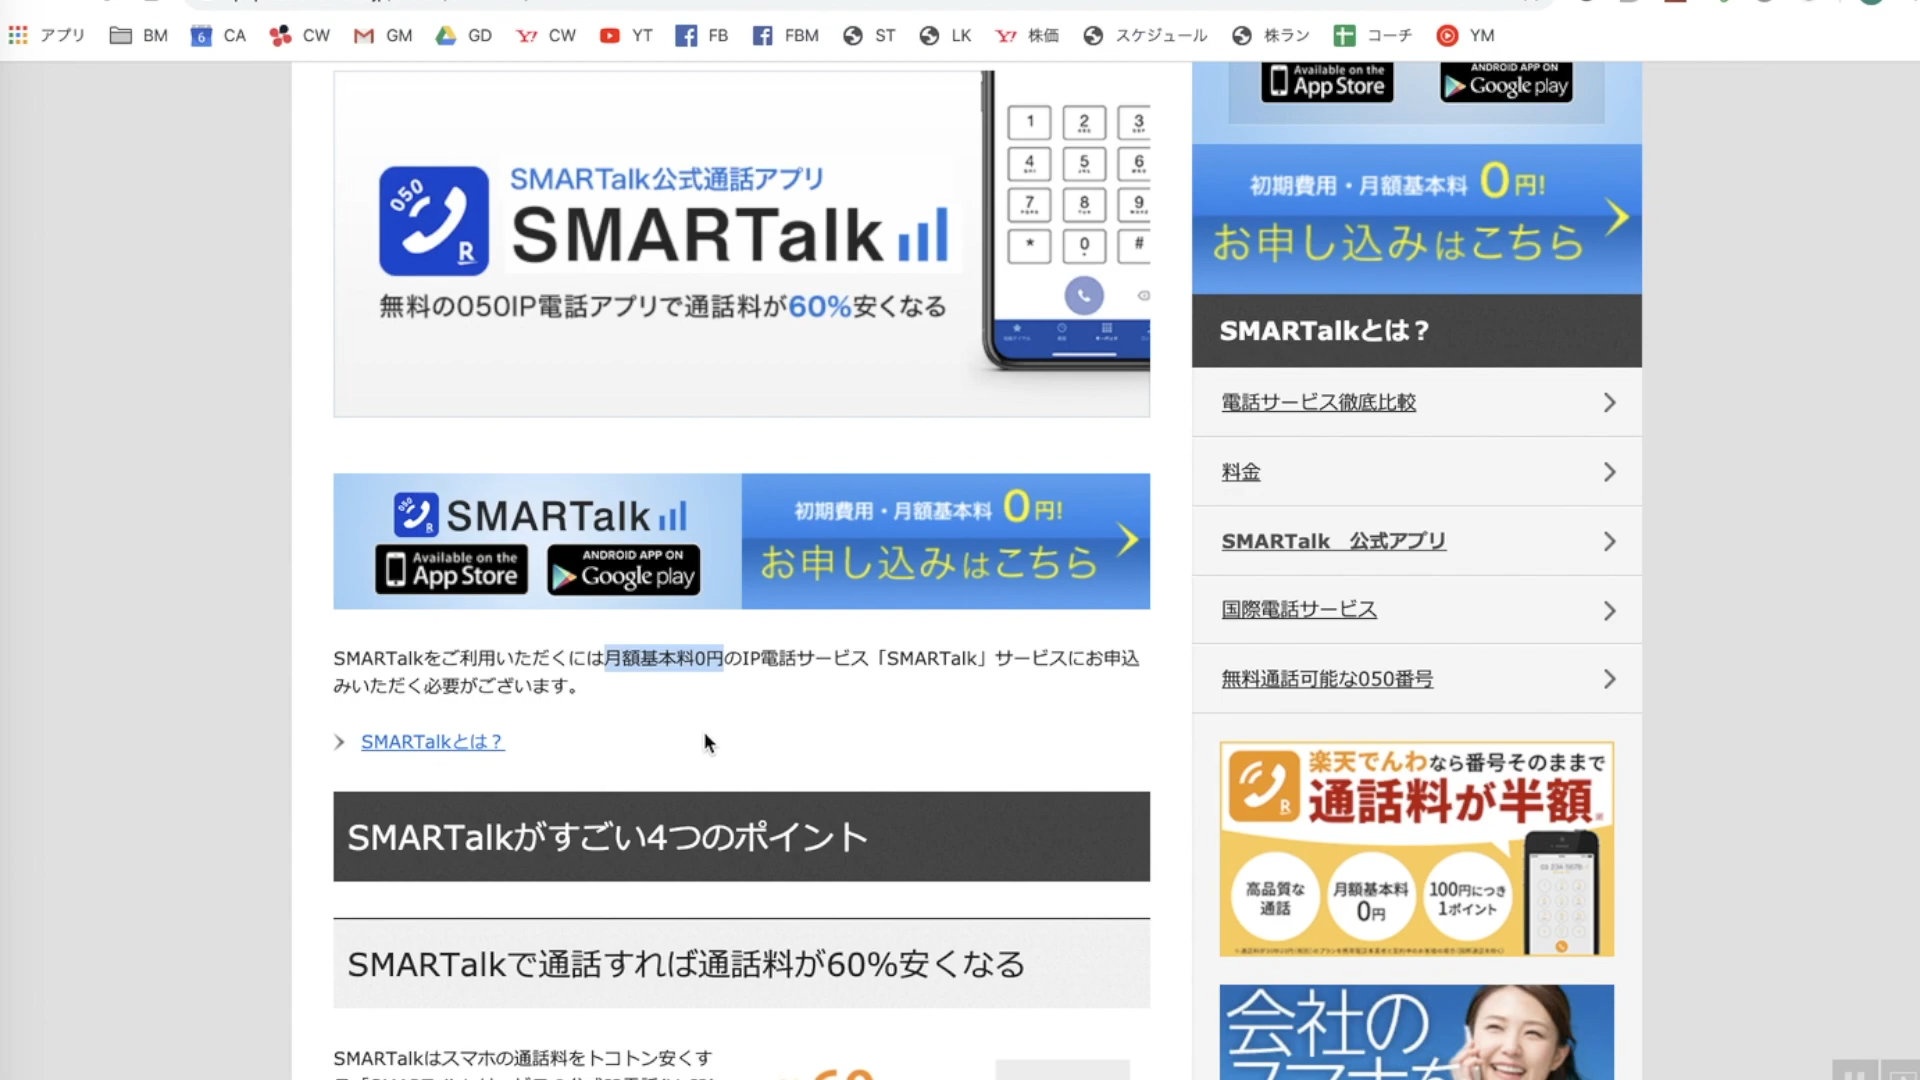 アプリ BM CA CW GM GD CW YT FB FBM ST LK 株価 スケジュール 株ラン コーチ YM
SMARTalk公式通話アプリ
SMARTalk
無料の050IP電話アプリで通話料が60%安くなる
050
R
1 2 3
4 5 6
7 8 9
* 0 #
SMARTalk
Available on the
App Store
ANDROID APP ON
Google play
初期費用・月額基本料 0円!
お申し込みはこちら
SMARTalkをご利用いただくには月額基本料0円のIP電話サービス「SMARTalk」サービスにお申込
みいただく必要がございます。
SMARTalkとは？
SMARTalkがすごい4つのポイント
SMARTalkで通話すれば通話料が60%安くなる
SMARTalkはスマホの通話料をトコトン安くす
Available on the
App Store
ANDROID APP ON
Google play
初期費用・月額基本料 0円!
お申し込みはこちら
SMARTalkとは？
電話サービス徹底比較
料金
SMARTalk 公式アプリ
国際電話サービス
無料通話可能な050番号
楽天でんわなら番号そのままで
通話料が半額
R
高品質な
通話
月額基本料
0円
100円につき
1ポイント
会社の